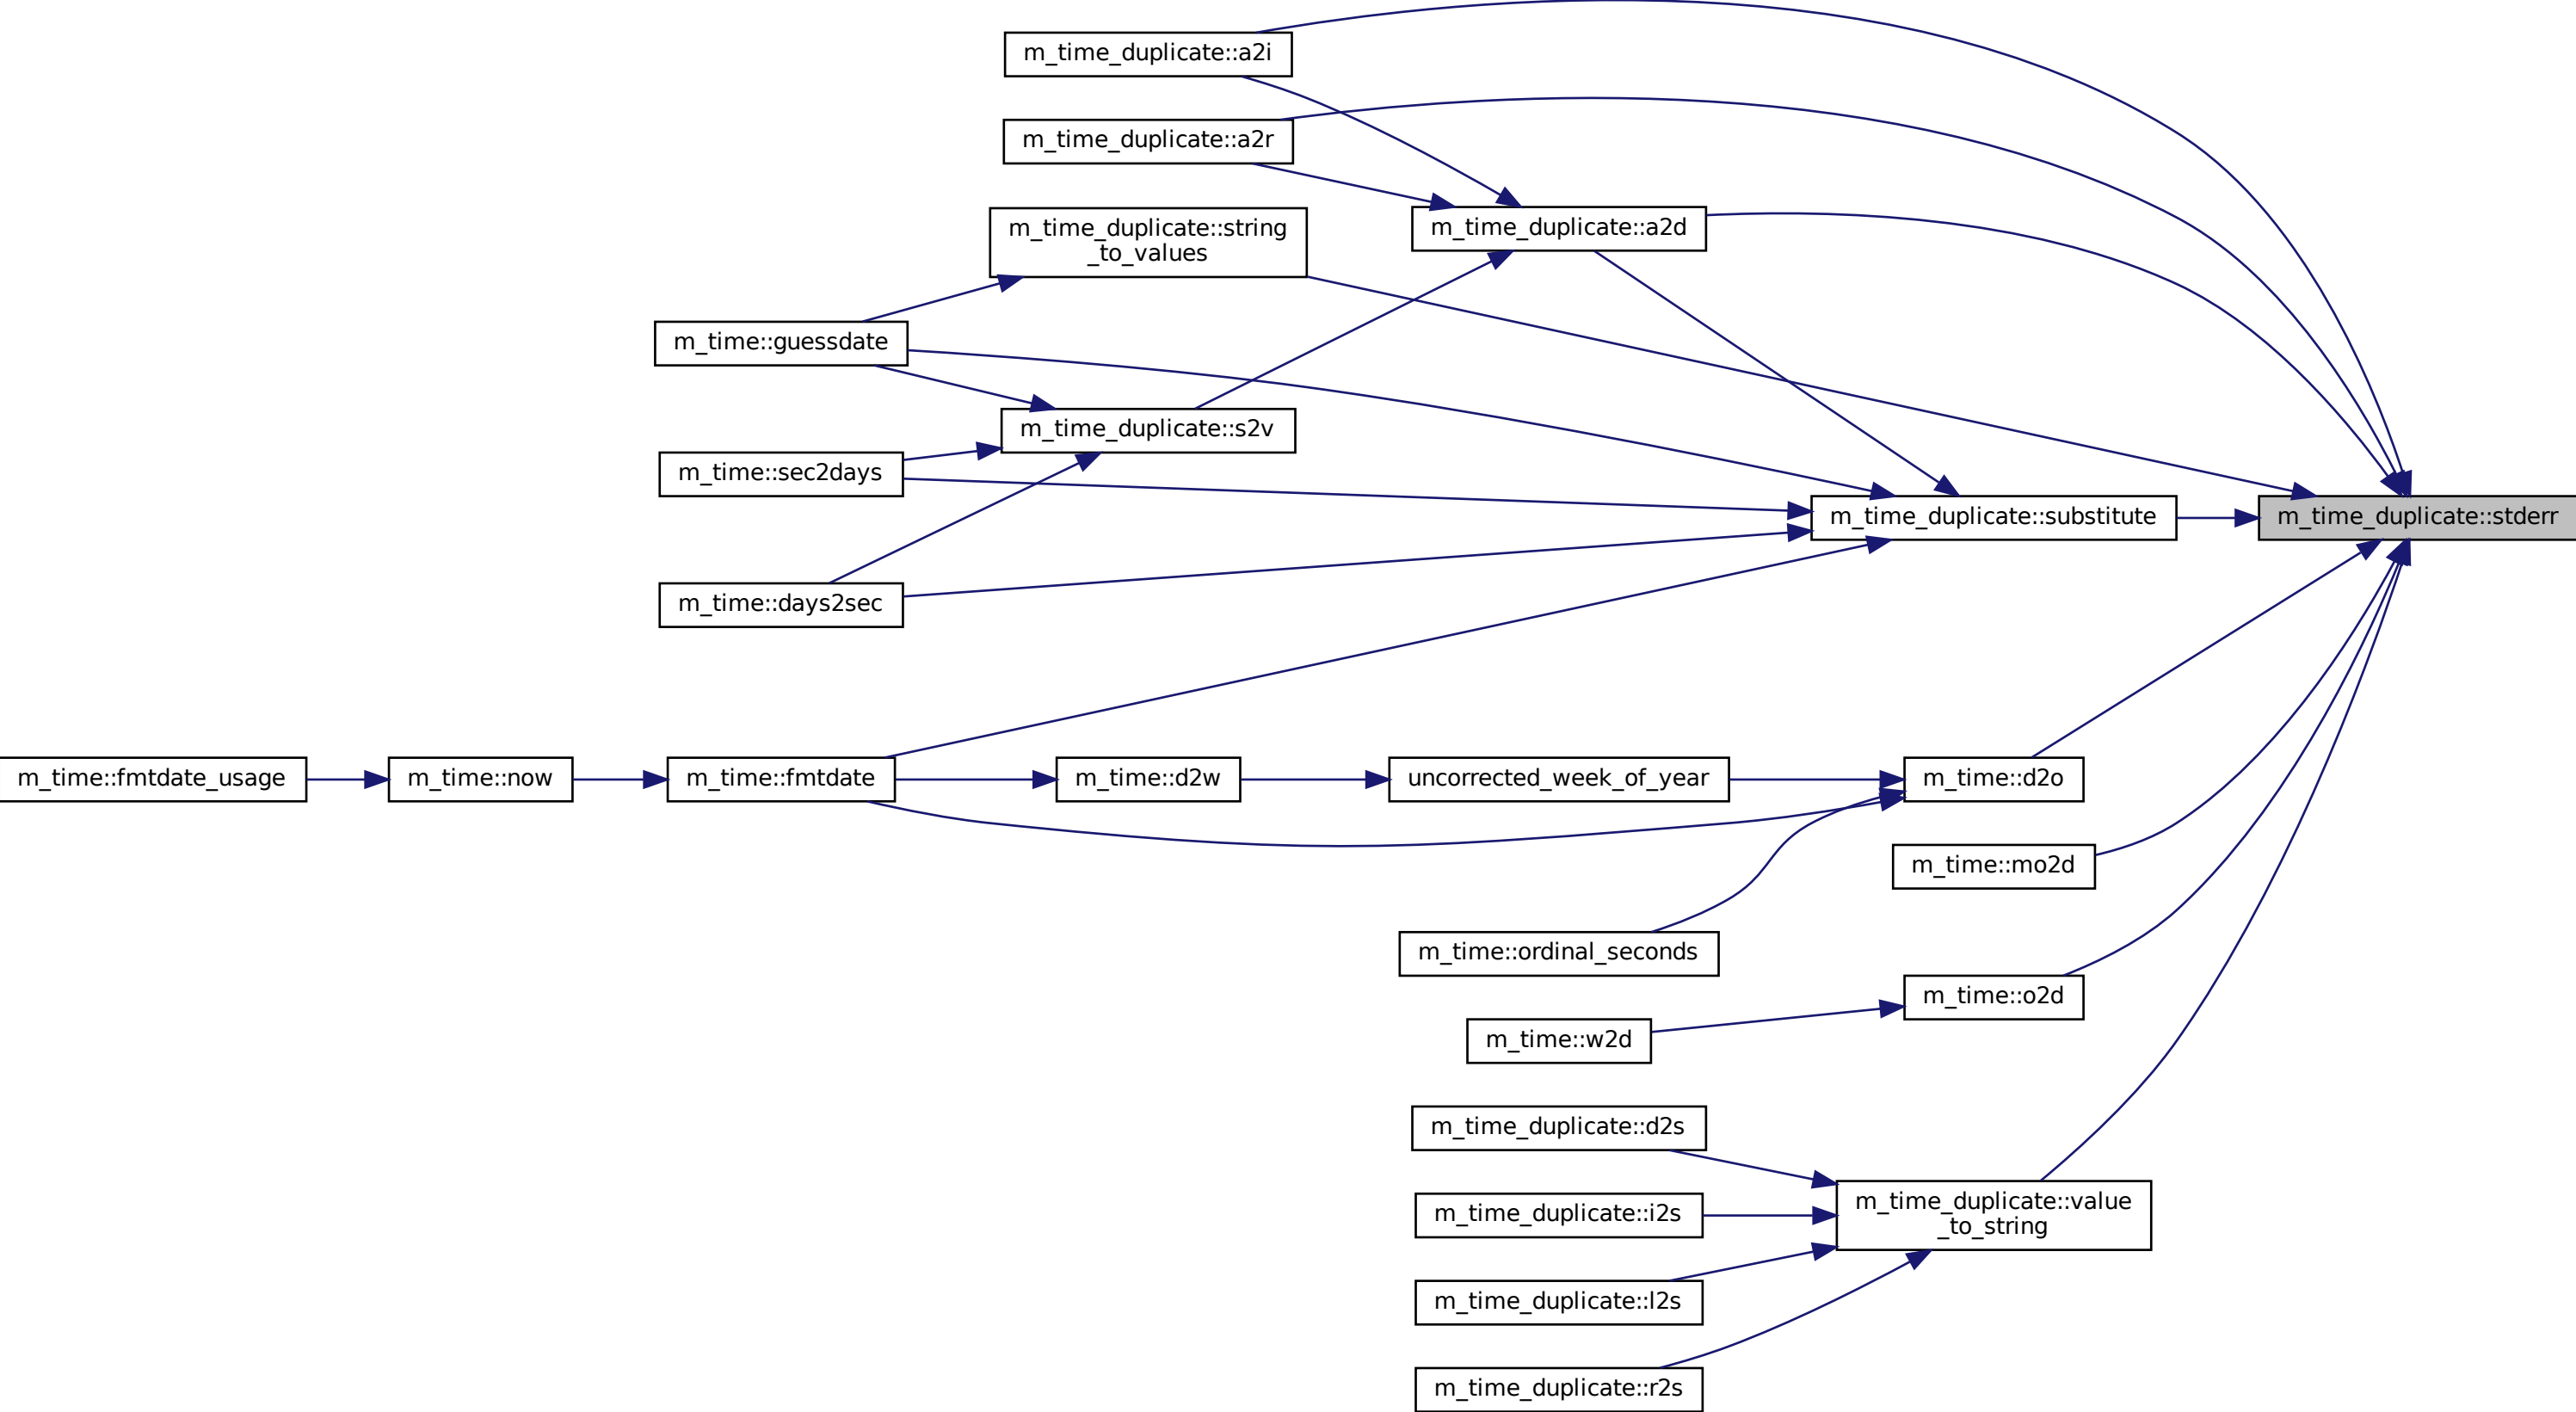 m_time_duplicate::a2i
m_time_duplicate::a2r
m_time_duplicate::string
_to_values
m_time_duplicate::a2d
m_time::guessdate
m_time_duplicate::s2v
m_time::sec2days
m_time_duplicate::substitute
m_time_duplicate::stderr
m_time::days2sec
m_time::fmtdate_usage
m_time::now
m_time::fmtdate
m_time::d2w
uncorrected_week_of_year
m_time::d2o
m_time::mo2d
m_time::ordinal_seconds
m_time::o2d
m_time::w2d
m_time_duplicate::d2s
m_time_duplicate::value
_to_string
m_time_duplicate::i2s
m_time_duplicate::l2s
m_time_duplicate::r2s